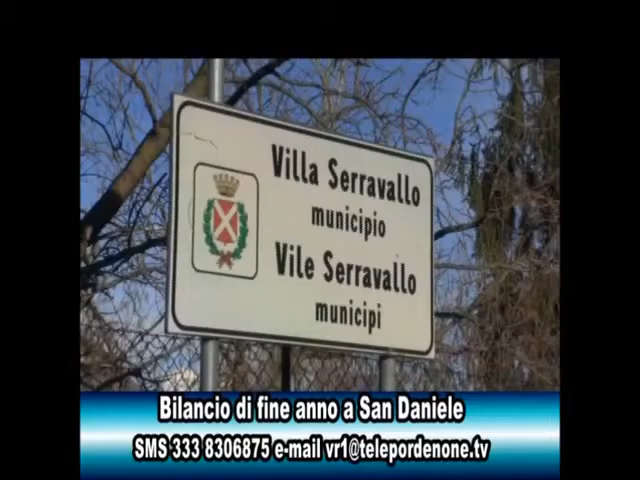 Villa Serravallo
municipio
Vile Serravallo
municipi
Bilancio di fine anno a San Daniele
SMS 333 8306875 e-mail vr1@telepordenone.tv